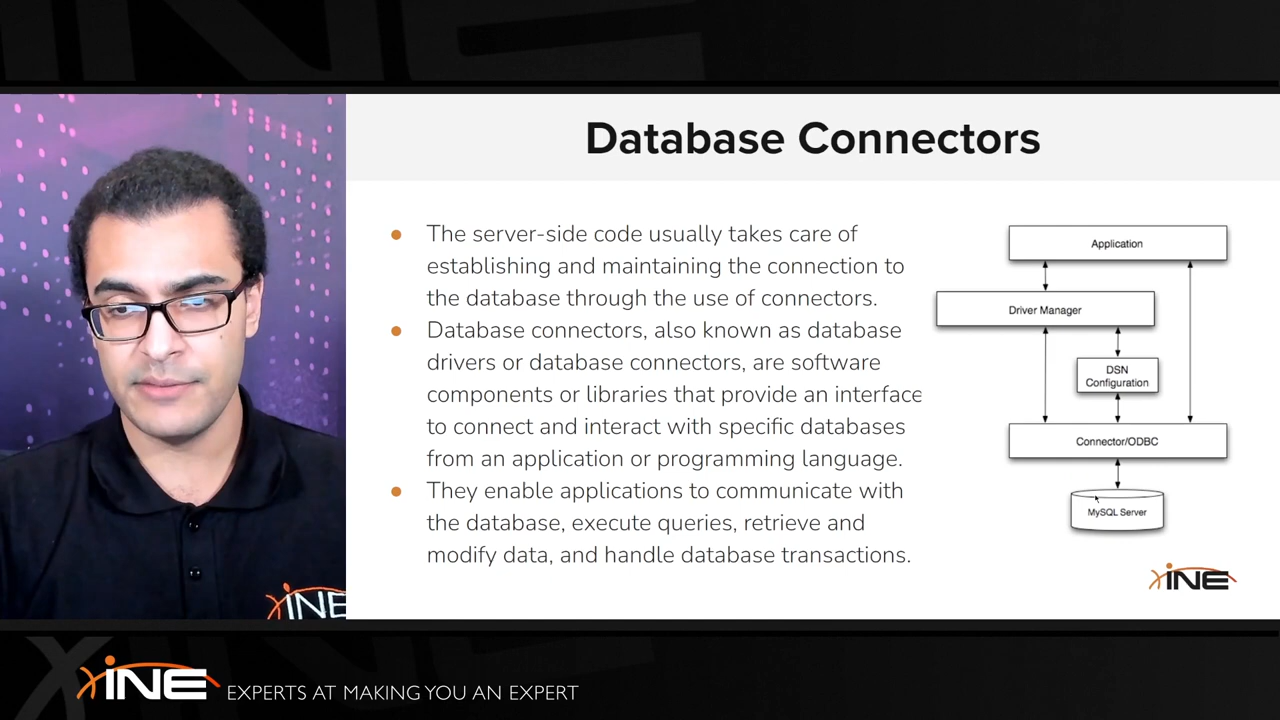 Database Connectors
● The server-side code usually takes care of
establishing and maintaining the connection to
the database through the use of connectors.
● Database connectors, also known as database
drivers or database connectors, are software
components or libraries that provide an interface
to connect and interact with specific databases
from an application or programming language.
● They enable applications to communicate with
the database, execute queries, retrieve and
modify data, and handle database transactions.
Application
Driver Manager
DSN
Configuration
Connector/ODBC
MySQL Server
INE
INE
INE EXPERTS AT MAKING YOU AN EXPERT